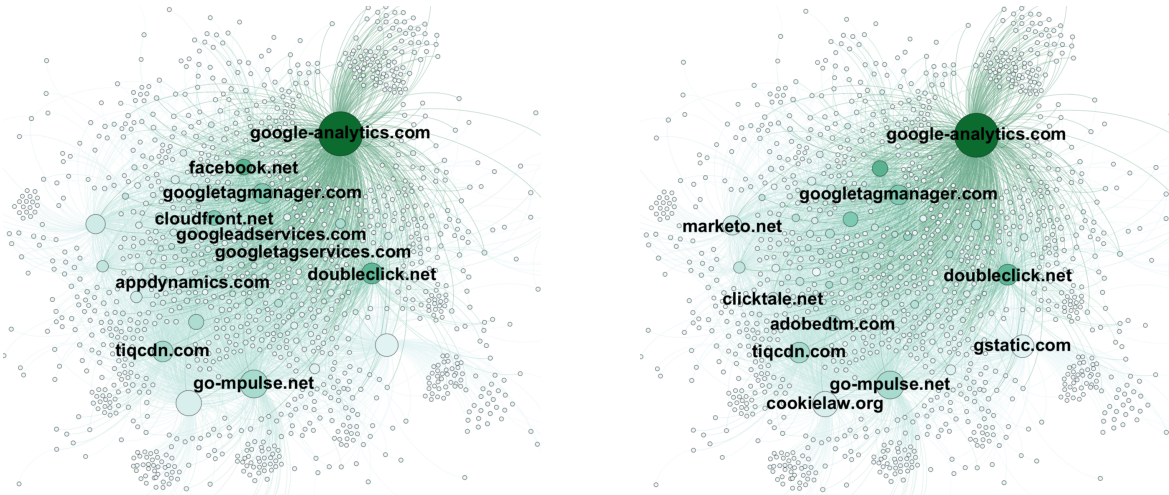 google-analytics.com
facebook.net
googletagmanager.com
cloudfront.net
googleadservices.com
googletagservices.com
doubleclick.net
appdynamics.com
tiqcdn.com
go-mpulse.net
google-analytics.com
googletagmanager.com
marketo.net
doubleclick.net
clicktale.net
adobedtm.com
gstatic.com
tiqcdn.com
go-mpulse.net
cookielaw.org